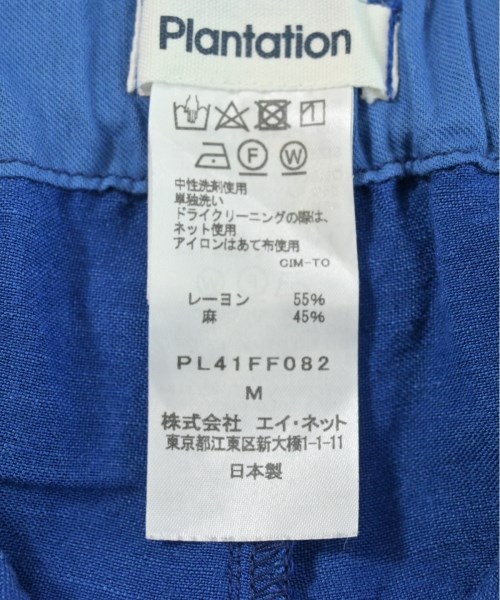 Plantation
F W
中性洗剤使用
単独洗い
ドライクリーニングの際は、
ネット使用
アイロンはあて布使用
CIM-TO
レーヨン 55%
麻 45%
PL41FF082
M
株式会社 エイ・ネット
東京都江東区新大橋1-1-11
日本製